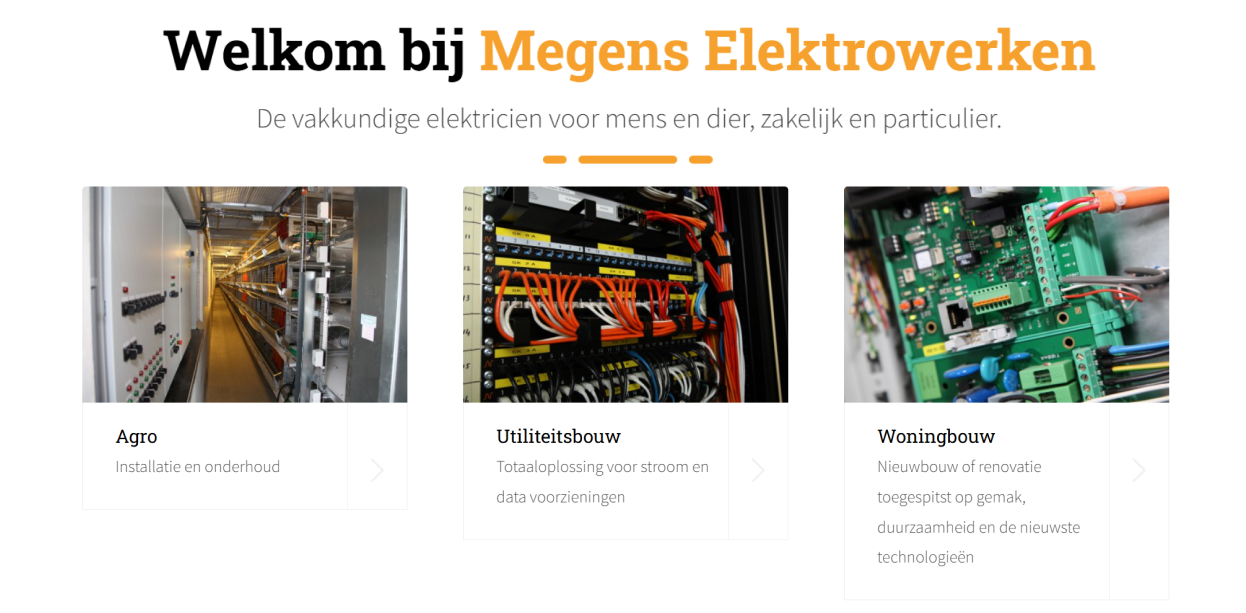 Welkom bij Megens Elektrowerken
De vakkundige elektricien voor mens en dier, zakelijk en particulier.
Agro
Installatie en onderhoud
Utiliteitsbouw
Totaaloplossing voor stroom en
data voorzieningen
Woningbouw
Nieuwbouw of renovatie
toegespitst op gemak,
duurzaamheid en de nieuwste
technologieën